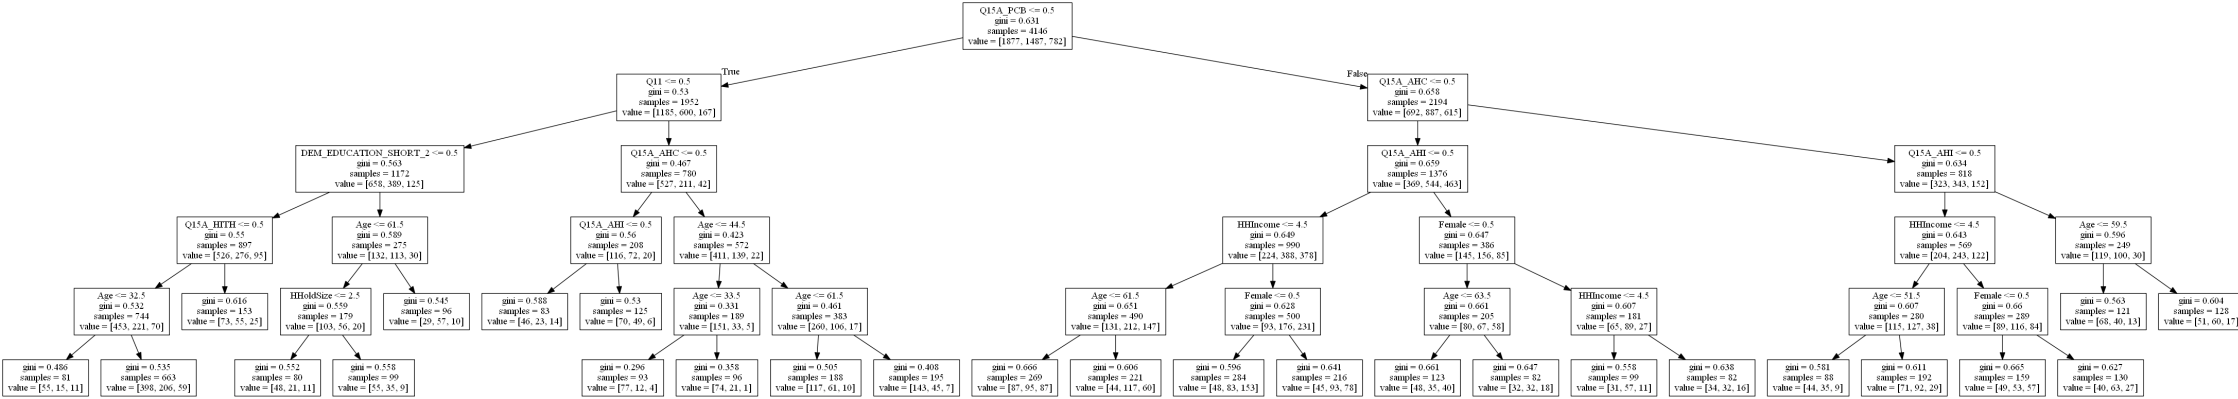 Q15A_PCB <= 0.5
gini = 0.631
samples = 4146
value = [1877, 1487, 782]
True
False
Q11 <= 0.5
gini = 0.53
samples = 1952
value = [1185, 600, 167]
Q15A_AHC <= 0.5
gini = 0.658
samples = 2194
value = [692, 887, 615]
DEM_EDUCATION_SHORT_2 <= 0.5
gini = 0.563
samples = 1172
value = [658, 389, 125]
Q15A_AHC <= 0.5
gini = 0.467
samples = 780
value = [527, 211, 42]
Q15A_AHI <= 0.5
gini = 0.659
samples = 1376
value = [369, 544, 463]
Q15A_AHI <= 0.5
gini = 0.634
samples = 818
value = [323, 343, 152]
Q15A_HITH <= 0.5
gini = 0.55
samples = 897
value = [526, 276, 95]
Age <= 61.5
gini = 0.589
samples = 275
value = [132, 113, 30]
Q15A_AHI <= 0.5
gini = 0.56
samples = 208
value = [116, 72, 20]
Age <= 44.5
gini = 0.423
samples = 572
value = [411, 139, 22]
HHIncome <= 4.5
gini = 0.649
samples = 990
value = [224, 388, 378]
Female <= 0.5
gini = 0.647
samples = 386
value = [145, 156, 85]
HHIncome <= 4.5
gini = 0.643
samples = 569
value = [204, 243, 122]
Age <= 59.5
gini = 0.596
samples = 249
value = [119, 100, 30]
Age <= 32.5
gini = 0.532
samples = 744
value = [453, 221, 70]
gini = 0.616
samples = 153
value = [73, 55, 25]
HHoldSize <= 2.5
gini = 0.559
samples = 179
value = [103, 56, 20]
gini = 0.545
samples = 96
value = [29, 57, 10]
gini = 0.588
samples = 83
value = [46, 23, 14]
gini = 0.53
samples = 125
value = [70, 49, 6]
Age <= 33.5
gini = 0.331
samples = 189
value = [151, 33, 5]
Age <= 61.5
gini = 0.461
samples = 383
value = [260, 106, 17]
Age <= 61.5
gini = 0.651
samples = 490
value = [131, 212, 147]
Female <= 0.5
gini = 0.628
samples = 500
value = [93, 176, 231]
Age <= 63.5
gini = 0.661
samples = 205
value = [80, 67, 58]
HHIncome <= 4.5
gini = 0.607
samples = 181
value = [65, 89, 27]
Age <= 51.5
gini = 0.607
samples = 280
value = [115, 127, 38]
Female <= 0.5
gini = 0.66
samples = 289
value = [89, 116, 84]
gini = 0.563
samples = 121
value = [68, 40, 13]
gini = 0.604
samples = 128
value = [51, 60, 17]
gini = 0.486
samples = 81
value = [55, 15, 11]
gini = 0.535
samples = 663
value = [398, 206, 59]
gini = 0.552
samples = 80
value = [48, 21, 11]
gini = 0.558
samples = 99
value = [55, 35, 9]
gini = 0.296
samples = 93
value = [77, 12, 4]
gini = 0.358
samples = 96
value = [74, 21, 1]
gini = 0.505
samples = 188
value = [117, 61, 10]
gini = 0.408
samples = 195
value = [143, 45, 7]
gini = 0.666
samples = 269
value = [87, 95, 87]
gini = 0.606
samples = 221
value = [44, 117, 60]
gini = 0.596
samples = 284
value = [48, 83, 153]
gini = 0.641
samples = 216
value = [45, 93, 78]
gini = 0.661
samples = 123
value = [48, 35, 40]
gini = 0.647
samples = 82
value = [32, 32, 18]
gini = 0.558
samples = 99
value = [31, 57, 11]
gini = 0.638
samples = 82
value = [34, 32, 16]
gini = 0.581
samples = 88
value = [44, 35, 9]
gini = 0.611
samples = 192
value = [71, 92, 29]
gini = 0.665
samples = 159
value = [49, 53, 57]
gini = 0.627
samples = 130
value = [40, 63, 27]